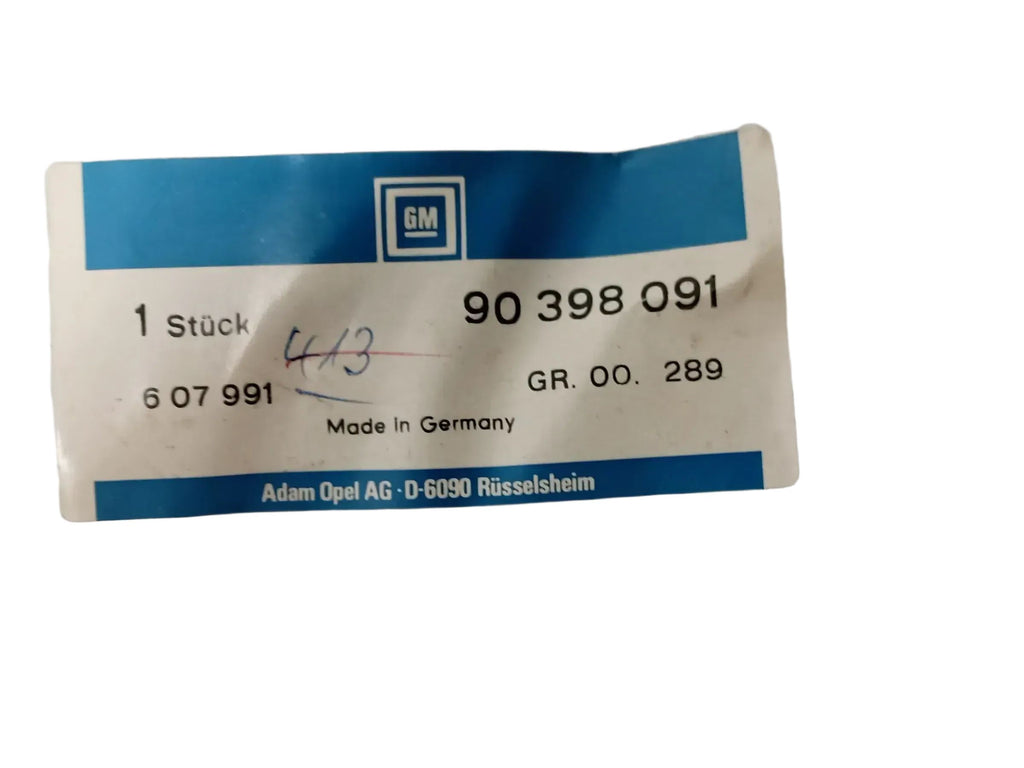 GM
1 Stück 90 398 091
413
6 07 991 GR. 00. 289
Made in Germany
Adam Opel AG · D-6090 Rüsselsheim